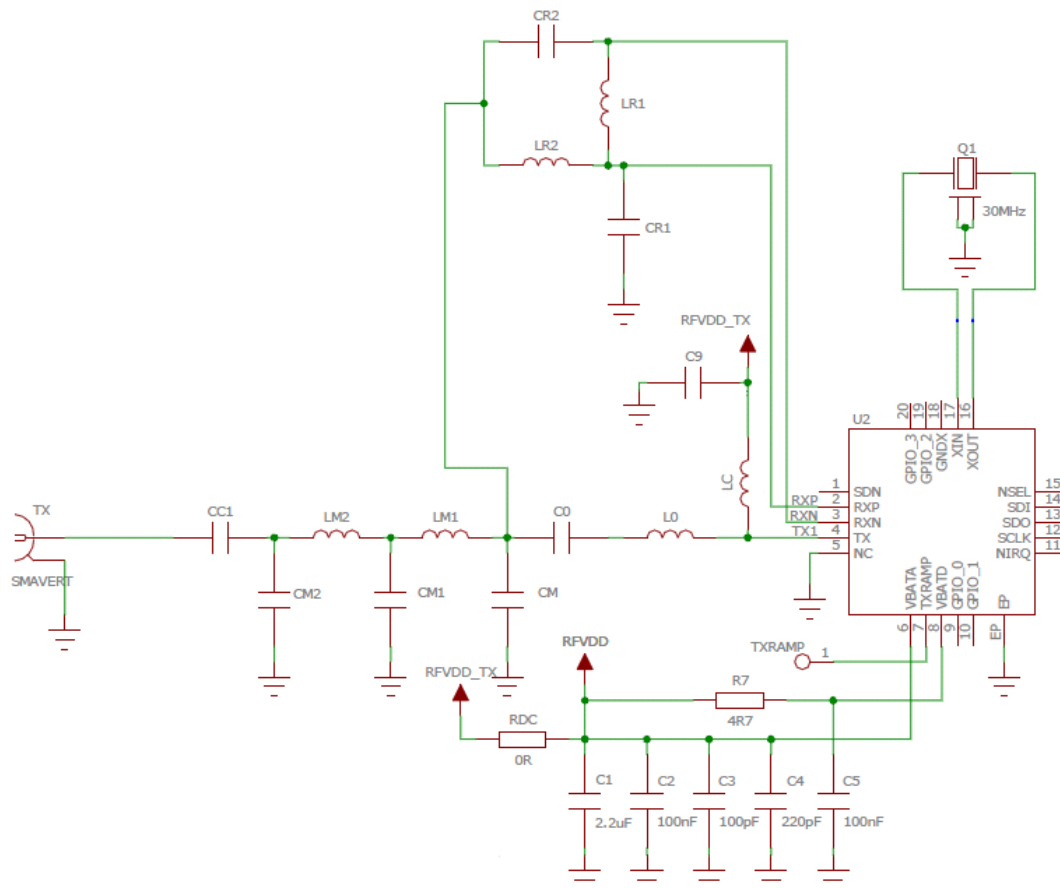 CR2
LR1
LR2
CR1
Q1
30MHz
RFVDD_TX
C9
LC
U2
20 19 18 17 16
GPIO_3 GPIO_2 GNDX XIN XOUT
RXP 2 RXP
RXN 3 RXN
TX1 4 TX
1 SDN
5 NC
NSEL 15
SDI 14
SDO 13
SCLK 12
NIRQ 11
VBATA TXRAMP VBATD GPIO_0 GPIO_1 EP
6 7 8 9 10 EP
TX
SMAVERT
CC1
LM2
LM1
C0
L0
CM2
CM1
CM
TXRAMP 1
RFVDD
RFVDD_TX
R7
4R7
RDC
0R
C1
2.2uF
C2
100nF
C3
100pF
C4
220pF
C5
100nF